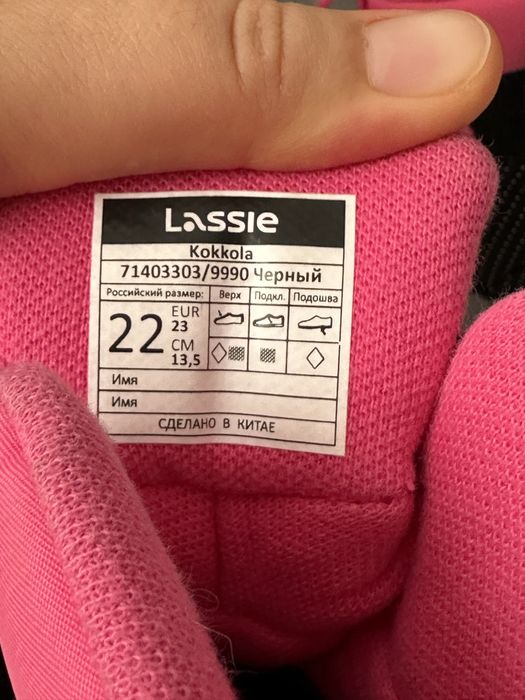 Lassie
Kokkola
71403303/9990 Черный
Российский размер: Верх Подкл. Подошва
22 EUR 23
CM 13,5
Имя
Имя
СДЕЛАНО В КИТАЕ